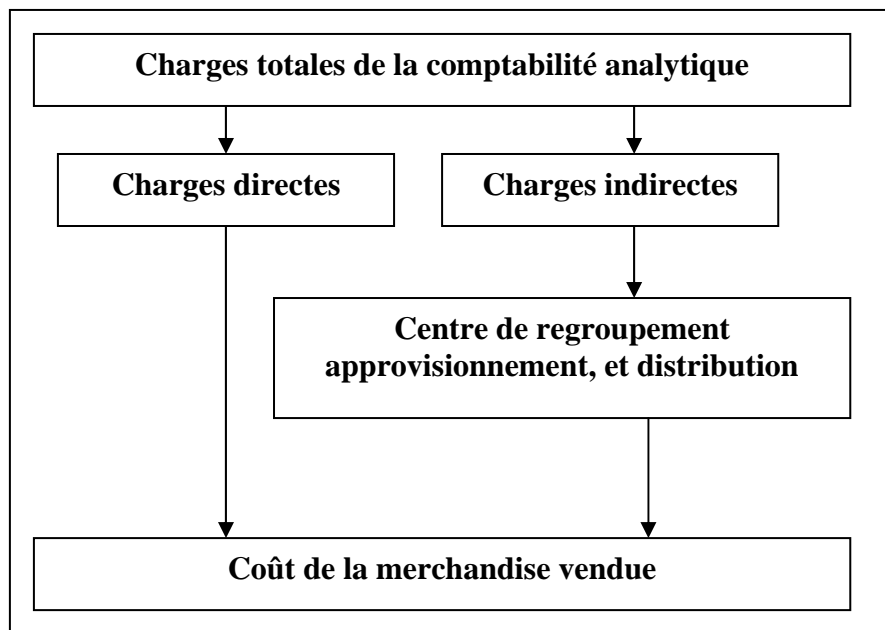 Charges totales de la comptabilité analytique
Charges directes
Charges indirectes
Centre de regroupement
approvisionnement, et distribution
Coût de la merchandise vendue